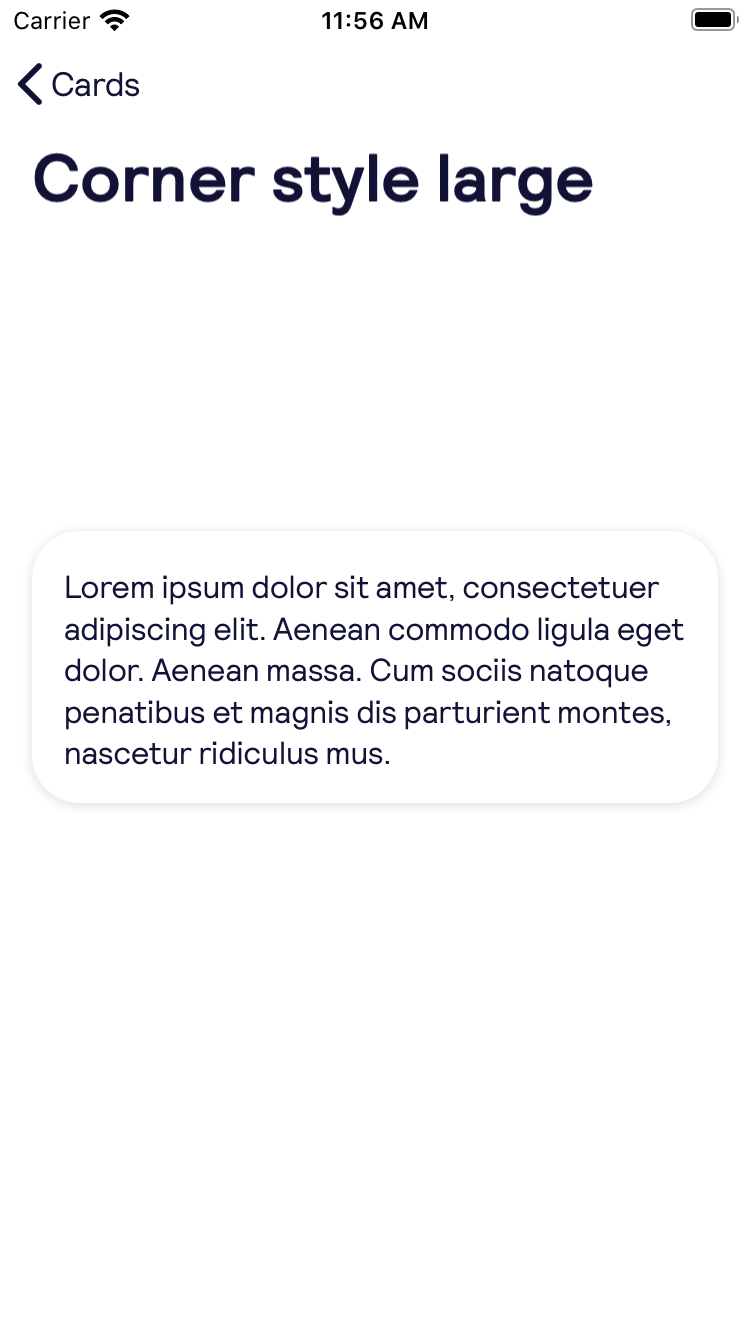 Carrier
11:56 AM
Cards
Corner style large
Lorem ipsum dolor sit amet, consectetuer
adipiscing elit. Aenean commodo ligula eget
dolor. Aenean massa. Cum sociis natoque
penatibus et magnis dis parturient montes,
nascetur ridiculus mus.